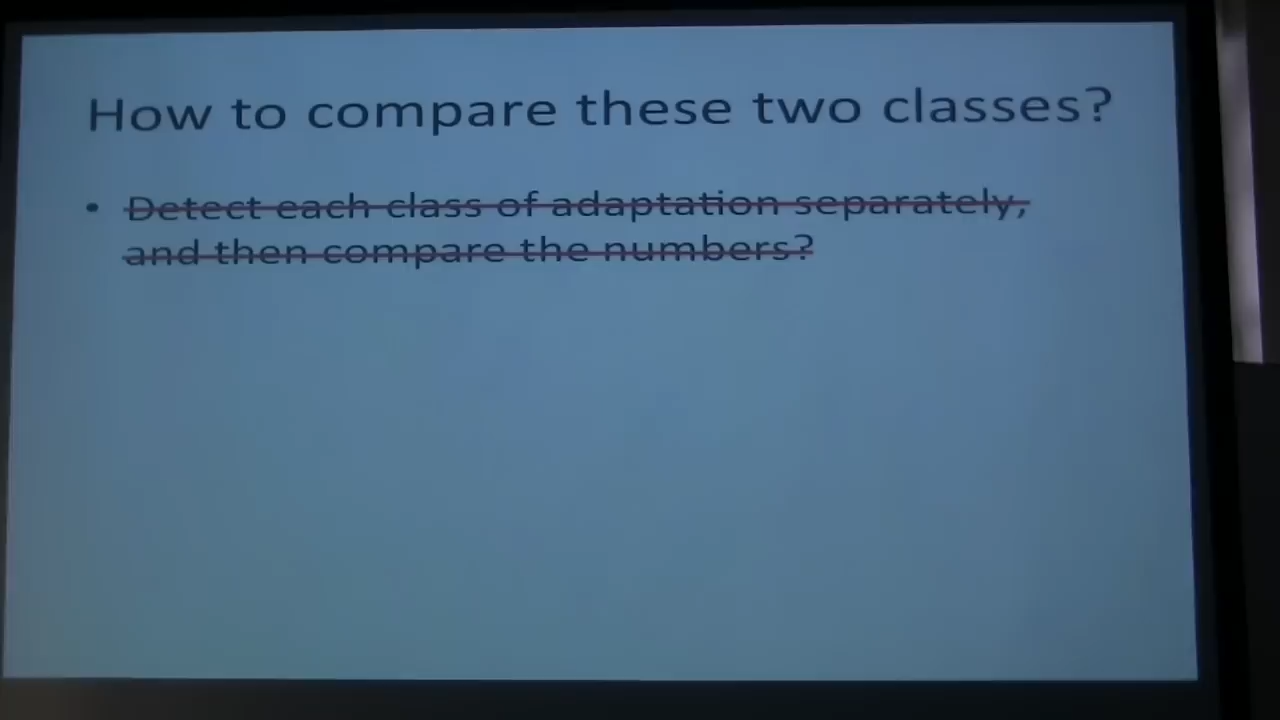 How to compare these two classes?
• Detect each class of adaptation separately,
and then compare the numbers?